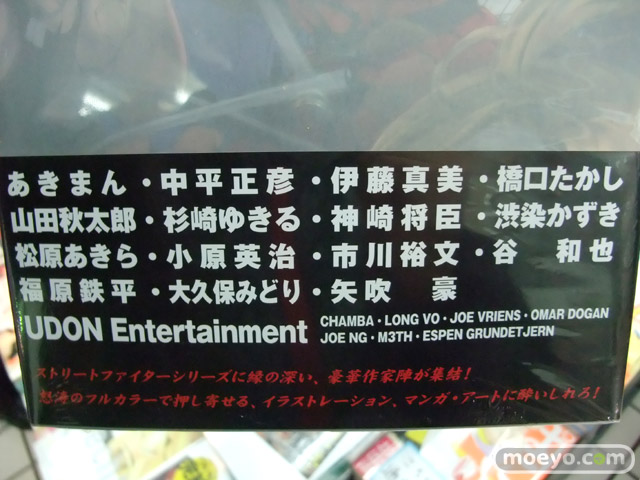 あきまん・中平正彦・伊藤真美・橋口たかし
山田秋太郎・杉崎ゆきる・神崎将臣・渋染かずき
松原あきら・小原英治・市川裕文・谷 和也
福原鉄平・大久保みどり・矢吹 豪
UDON Entertainment CHAMBA・LONG VO・JOE VRIENS・OMAR DOGAN
JOE NG・M3TH・ESPEN GRUNDETJERN
ストリートファイターシリーズに縁の深い、豪華作家陣が集結！
怒濤のフルカラーで押し寄せる、イラストレーション、マンガ・アートに酔いしれろ！
moeyo.com